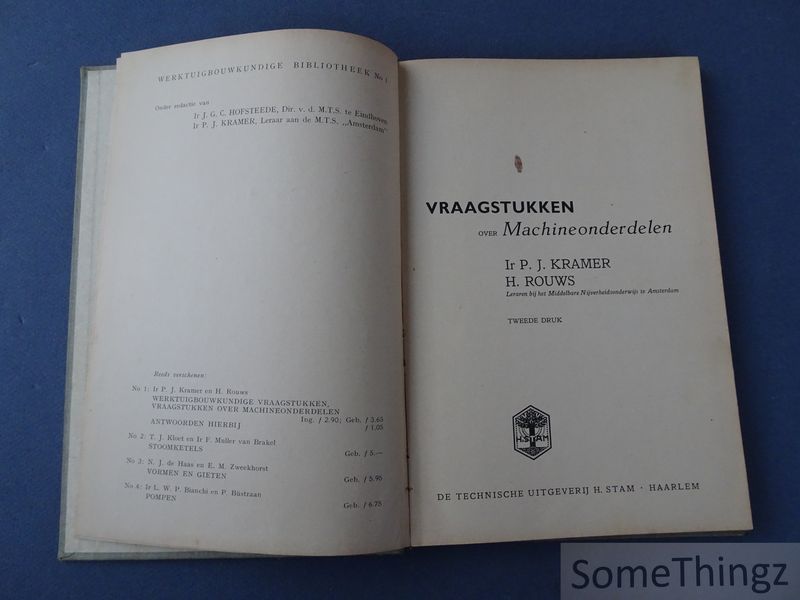 WERKTUIGBOUWKUNDIGE BIBLIOTHEEK No 1
Onder redactie van
Ir J. G. C. HOFSTEEDE, Dir. v. d. M.T.S. te Eindhoven
Ir P. J. KRAMER, Leraar aan de M.T.S. „Amsterdam"
Reeds verschenen:
No 1: Ir P. J. Kramer en H. Rouws
WERKTUIGBOUWKUNDIGE VRAAGSTUKKEN,
VRAAGSTUKKEN OVER MACHINEONDERDELEN
Ing. f 2.90; Geb. f 3.65
ANTWOORDEN HIERBIJ f 1.05
No 2: T. J. Kloet en Ir F. Muller van Brakel
STOOMKETELS Geb. f 5.—
No 3: N. J. de Haas en E. M. Zweekhorst
VORMEN EN GIETEN Geb. f 5.95
No 4: Ir L. W. P. Bianchi en P. Büstraan
POMPEN Geb. f 6.75
VRAAGSTUKKEN
OVER Machineonderdelen
Ir P. J. KRAMER
H. ROUWS
Leraren bij het Middelbare Nijverheidsonderwijs te Amsterdam
TWEEDE DRUK
H. STAM
DE TECHNISCHE UITGEVERIJ H. STAM · HAARLEM
SomeThingz